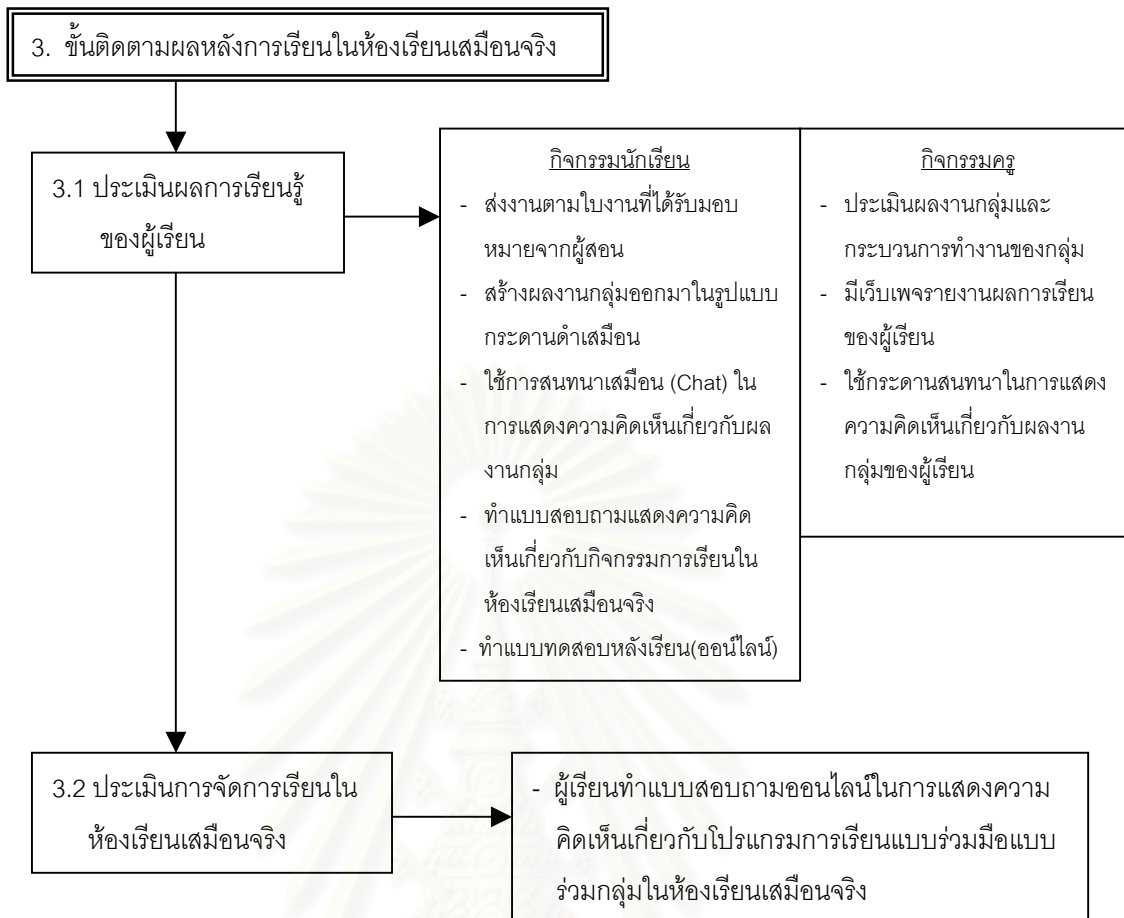 3. ขั้นติดตามผลหลังการเรียนในห้องเรียนเสมือนจริง
3.1 ประเมินผลการเรียนรู้
ของผู้เรียน
กิจกรรมนักเรียน
- ส่งงานตามใบงานที่ได้รับมอบ
หมายจากผู้สอน
- สร้างผลงานกลุ่มออกมาในรูปแบบ
กระดานดำเสมือน
- ใช้การสนทนาเสมือน (Chat) ใน
การแสดงความคิดเห็นเกี่ยวกับผล
งานกลุ่ม
- ทำแบบสอบถามแสดงความคิด
เห็นเกี่ยวกับกิจกรรมการเรียนใน
ห้องเรียนเสมือนจริง
- ทำแบบทดสอบหลังเรียน(ออน์ไลน์)
กิจกรรมครู
- ประเมินผลงานกลุ่มและ
กระบวนการทำงานของกลุ่ม
- มีเว็บเพจรายงานผลการเรียน
ของผู้เรียน
- ใช้กระดานสนทนาในการแสดง
ความคิดเห็นเกี่ยวกับผลงาน
กลุ่มของผู้เรียน
3.2 ประเมินการจัดการเรียนใน
ห้องเรียนเสมือนจริง
- ผู้เรียนทำแบบสอบถามออนไลน์ในการแสดงความ
คิดเห็นเกี่ยวกับโปรแกรมการเรียนแบบร่วมมือแบบ
ร่วมกลุ่มในห้องเรียนเสมือนจริง